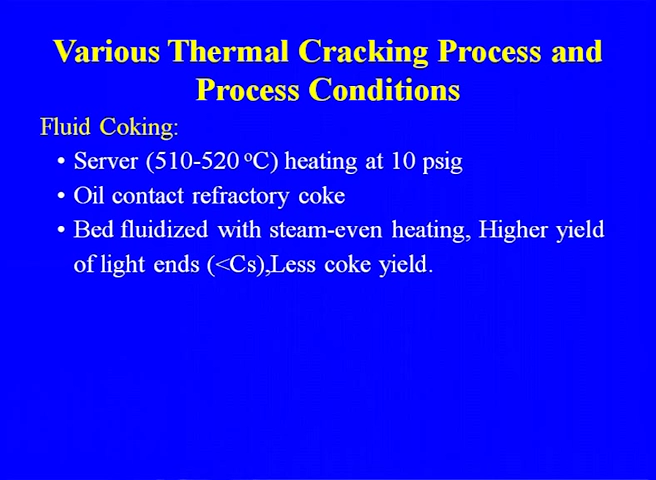 Various Thermal Cracking Process and
Process Conditions
Fluid Coking:
• Server (510-520 ºC) heating at 10 psig
• Oil contact refractory coke
• Bed fluidized with steam-even heating, Higher yield
of light ends (<Cs),Less coke yield.